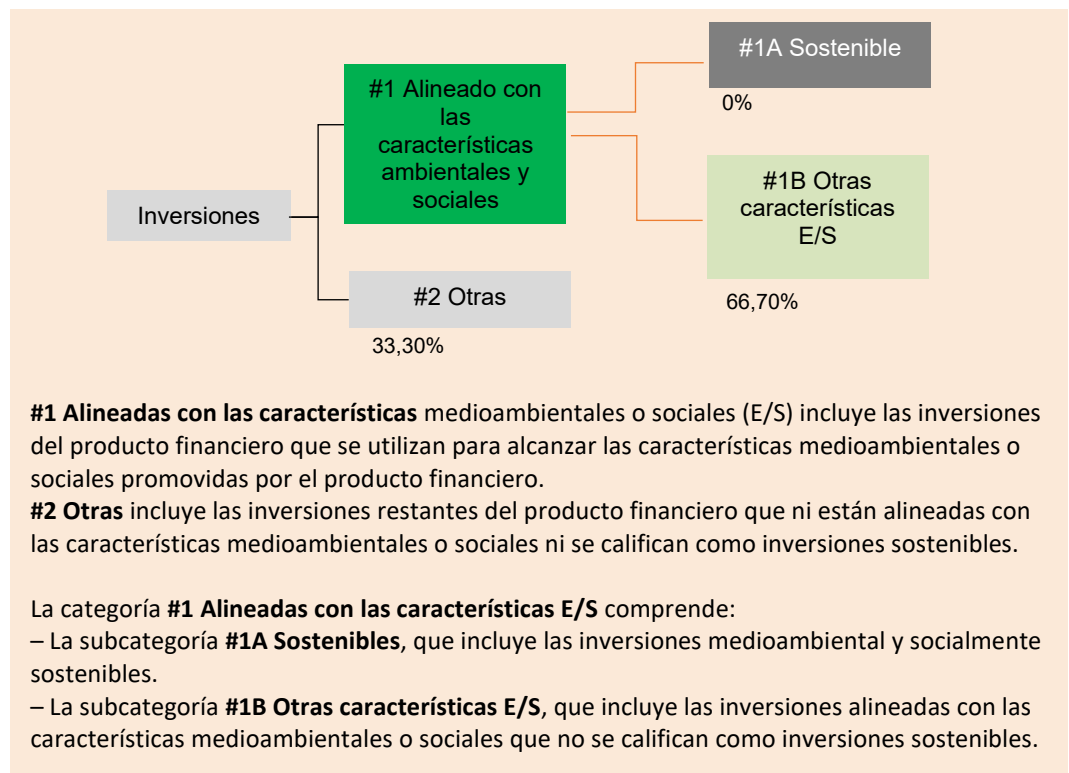 #1A Sostenible
0%
#1 Alineado con
las
características
ambientales y
sociales
#1B Otras
características
E/S
66,70%
Inversiones
#2 Otras
33,30%
#1 Alineadas con las características medioambientales o sociales (E/S) incluye las inversiones
del producto financiero que se utilizan para alcanzar las características medioambientales o
sociales promovidas por el producto financiero.
#2 Otras incluye las inversiones restantes del producto financiero que ni están alineadas con
las características medioambientales o sociales ni se califican como inversiones sostenibles.
La categoría #1 Alineadas con las características E/S comprende:
– La subcategoría #1A Sostenibles, que incluye las inversiones medioambiental y socialmente
sostenibles.
– La subcategoría #1B Otras características E/S, que incluye las inversiones alineadas con las
características medioambientales o sociales que no se califican como inversiones sostenibles.